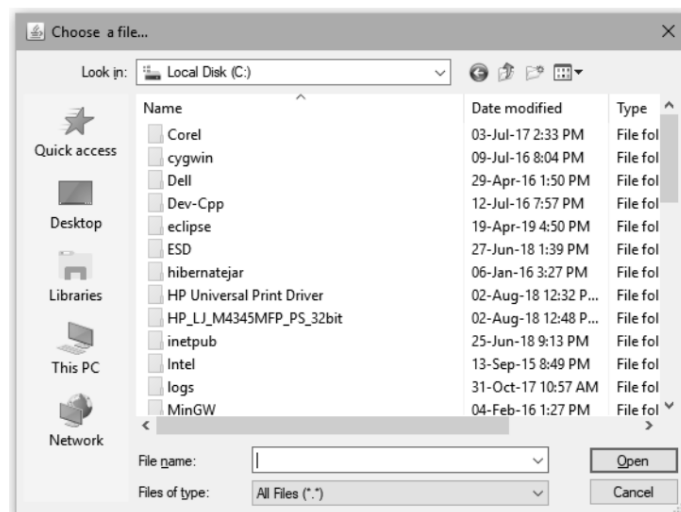 Choose a file...
Look in: Local Disk (C:)
Name Date modified Type
Corel 03-Jul-17 2:33 PM File fol
cygwin 09-Jul-16 8:04 PM File fol
Dell 29-Apr-16 1:50 PM File fol
Dev-Cpp 12-Jul-16 7:57 PM File fol
eclipse 19-Apr-19 4:50 PM File fol
ESD 27-Jun-18 1:39 PM File fol
hibernatejar 06-Jan-16 3:27 PM File fol
HP Universal Print Driver 02-Aug-18 12:32 P... File fol
HP_LJ_M4345MFP_PS_32bit 02-Aug-18 12:48 P... File fol
inetpub 25-Jun-18 9:13 PM File fol
Intel 13-Sep-15 8:49 PM File fol
logs 31-Oct-17 10:57 AM File fol
MinGW 04-Feb-16 1:27 PM File fol
Quick access
Desktop
Libraries
This PC
Network
File name: Open
Files of type: All Files (*.*) Cancel